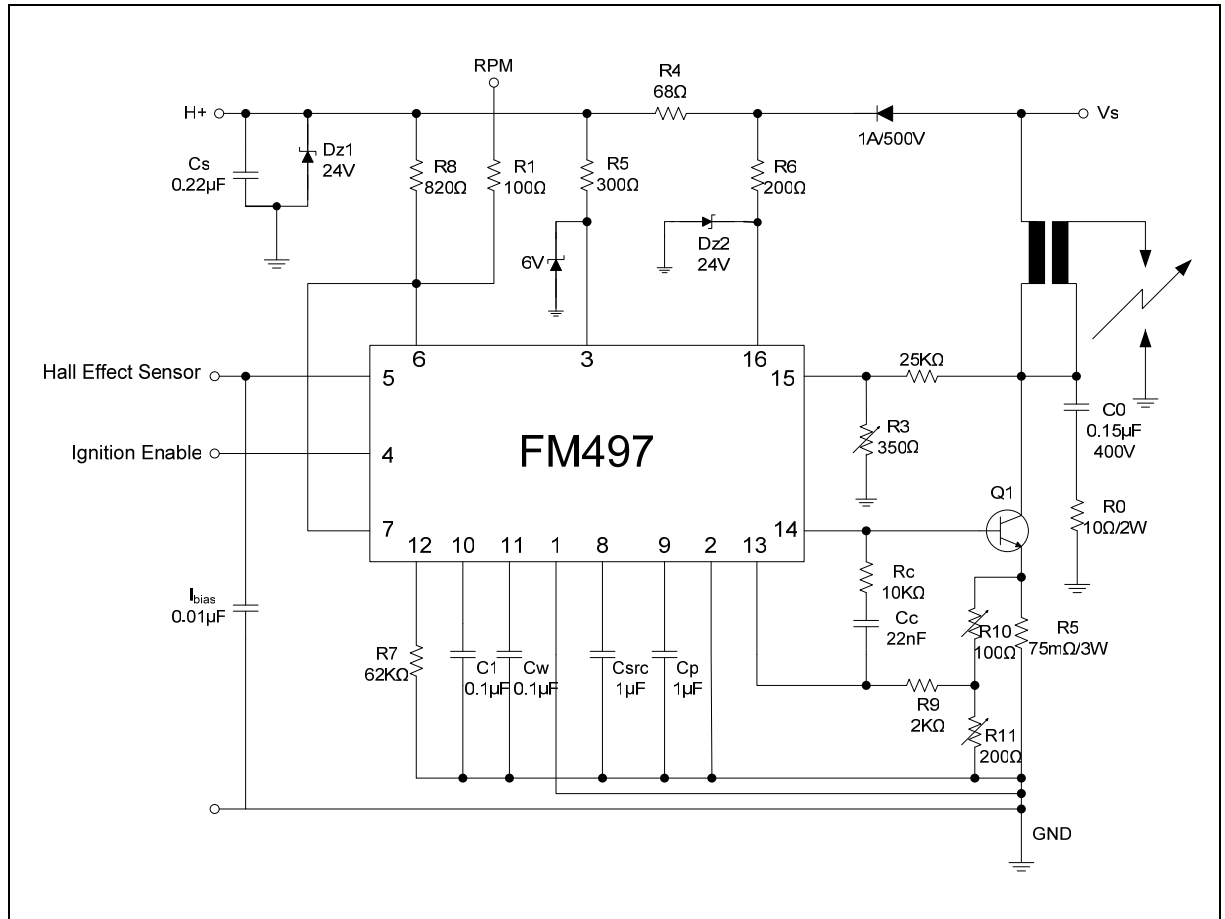 RPM
H+
Vs
R4
68Ω
1A/500V
Cs
0.22µF
Dz1
24V
R8
820Ω
R1
100Ω
R5
300Ω
R6
200Ω
6V
Dz2
24V
6
3
16
Hall Effect Sensor
5
15
25KΩ
Ignition Enable
4
FM497
R3
350Ω
C0
0.15µF
400V
Q1
R0
10Ω/2W
7
14
12
10
11
1
8
9
2
13
Ibias
0.01µF
R7
62KΩ
C1
0.1µF
Cw
0.1µF
Csrc
1µF
Cp
1µF
Rc
10KΩ
Cc
22nF
R10
100Ω
R5
75mΩ/3W
R9
2KΩ
R11
200Ω
GND